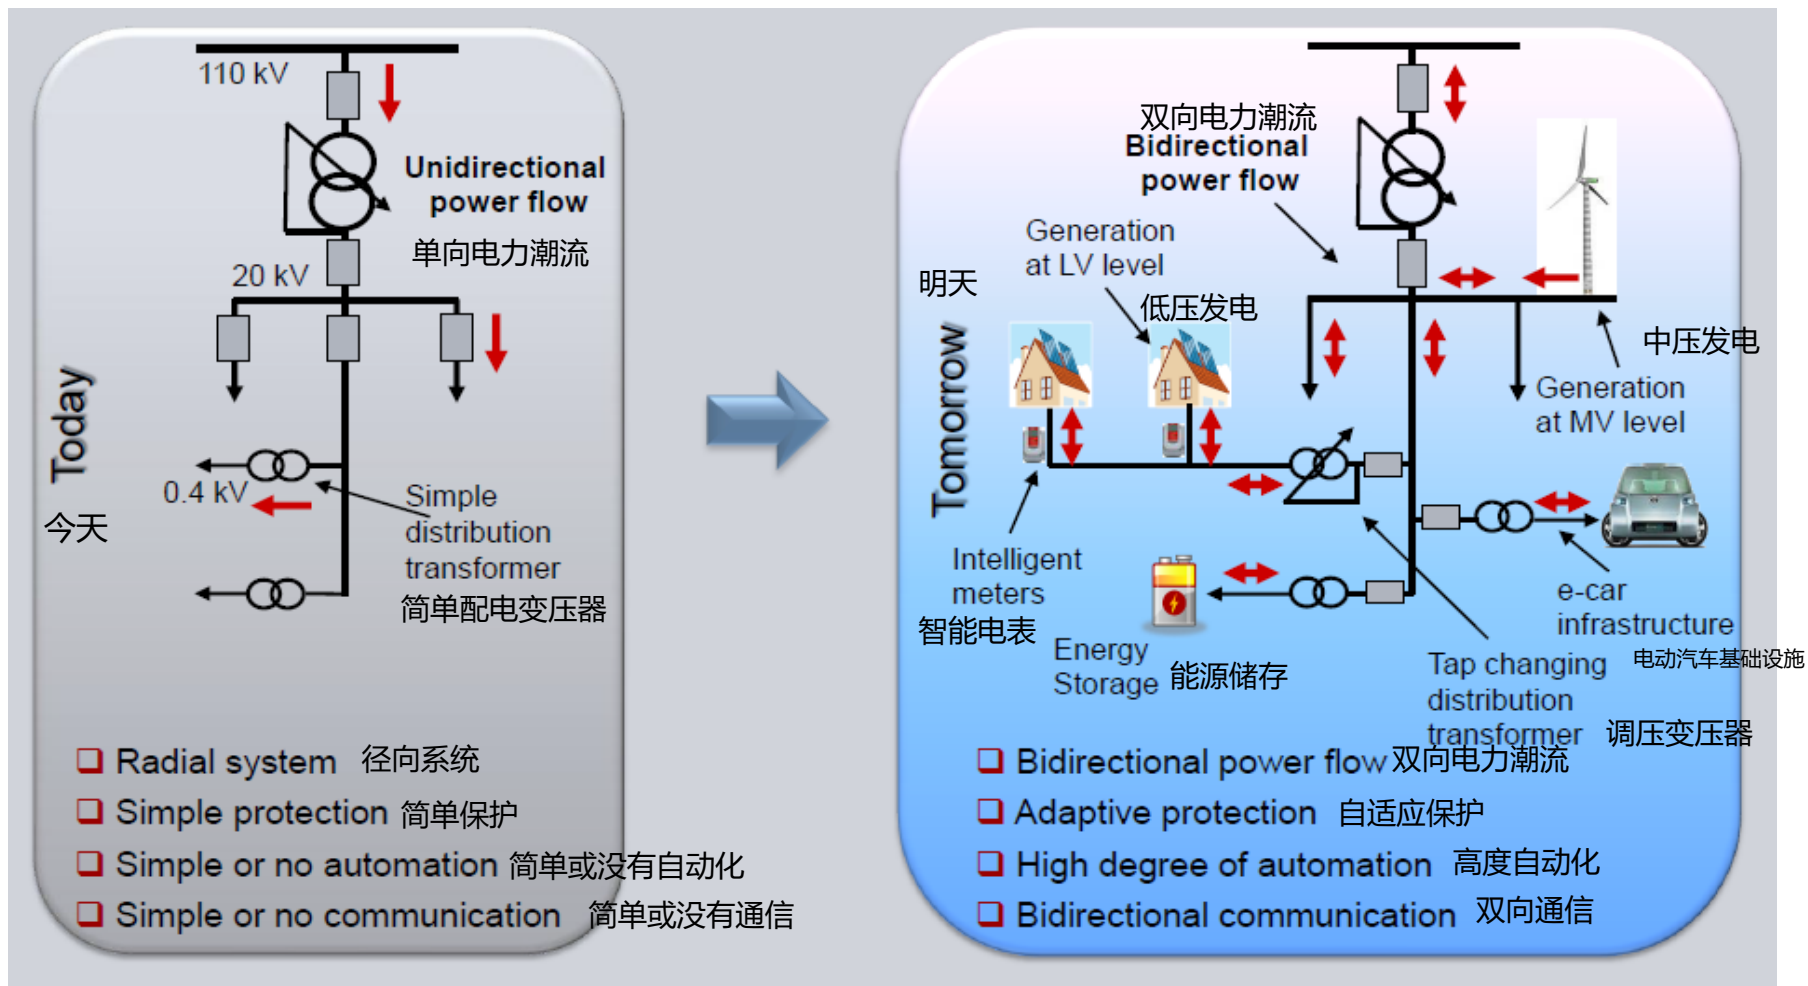 110 kV
Unidirectional
power flow
单向电力潮流
20 kV
Today
今天
0.4 kV
Simple
distribution
transformer
简单配电变压器
Radial system 径向系统
Simple protection 简单保护
Simple or no automation 简单或没有自动化
Simple or no communication 简单或没有通信
双向电力潮流
Bidirectional
power flow
Generation
at LV level
低压发电
明天
Tomorrow
中压发电
Generation
at MV level
Intelligent
meters
智能电表
Energy
Storage 能源储存
e-car
infrastructure
电动汽车基础设施
Tap changing
distribution
transformer 调压变压器
Bidirectional power flow 双向电力潮流
Adaptive protection 自适应保护
High degree of automation 高度自动化
Bidirectional communication 双向通信